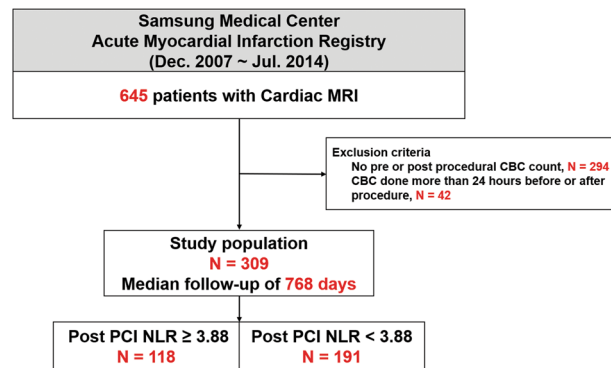 Samsung Medical Center
Acute Myocardial Infarction Registry
(Dec. 2007 ~ Jul. 2014)
645 patients with Cardiac MRI
Exclusion criteria
No pre or post procedural CBC count, N = 294
CBC done more than 24 hours before or after
procedure, N = 42
Study population
N = 309
Median follow-up of 768 days
Post PCI NLR ≥ 3.88
N = 118
Post PCI NLR < 3.88
N = 191